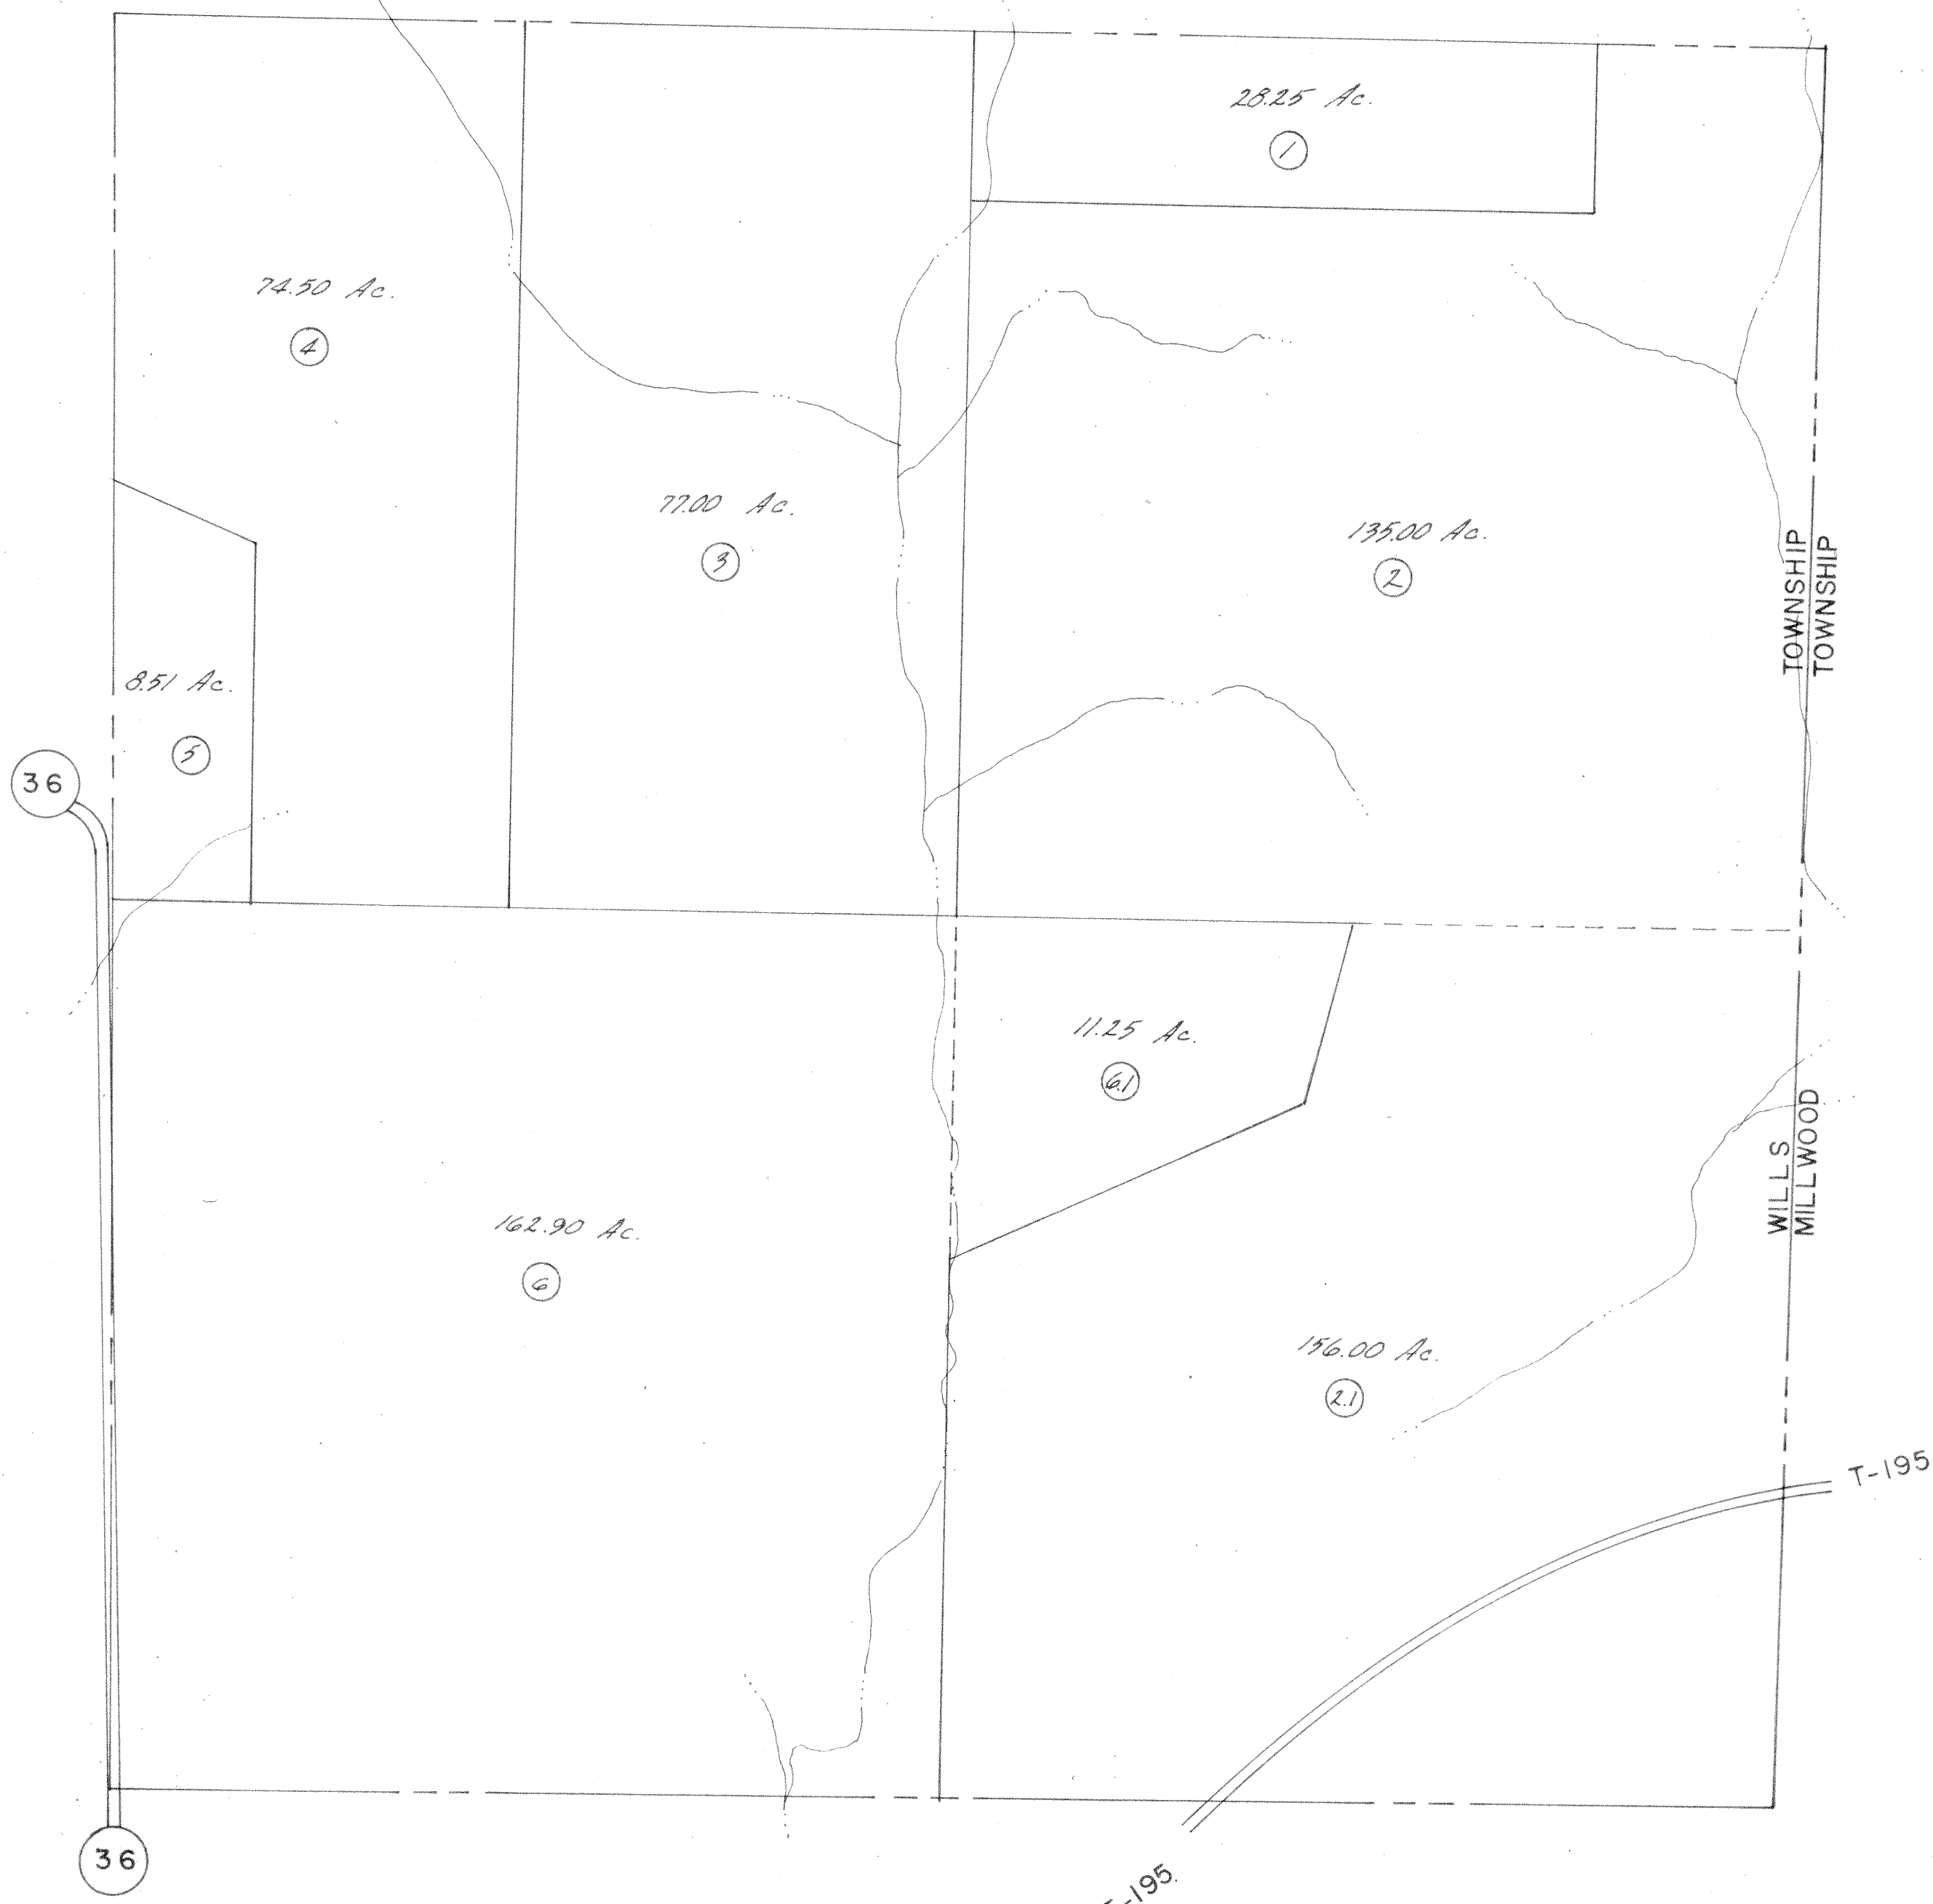 28.25 Ac.
1
74.50 Ac.
4
77.00 Ac.
3
135.00 Ac.
2
TOWNSHIP
TOWNSHIP
8.51 Ac.
5
36
11.25 Ac.
6.1
WILLS
MILLWOOD
162.90 Ac.
6
156.00 Ac.
2.1
T-195
36
-195.